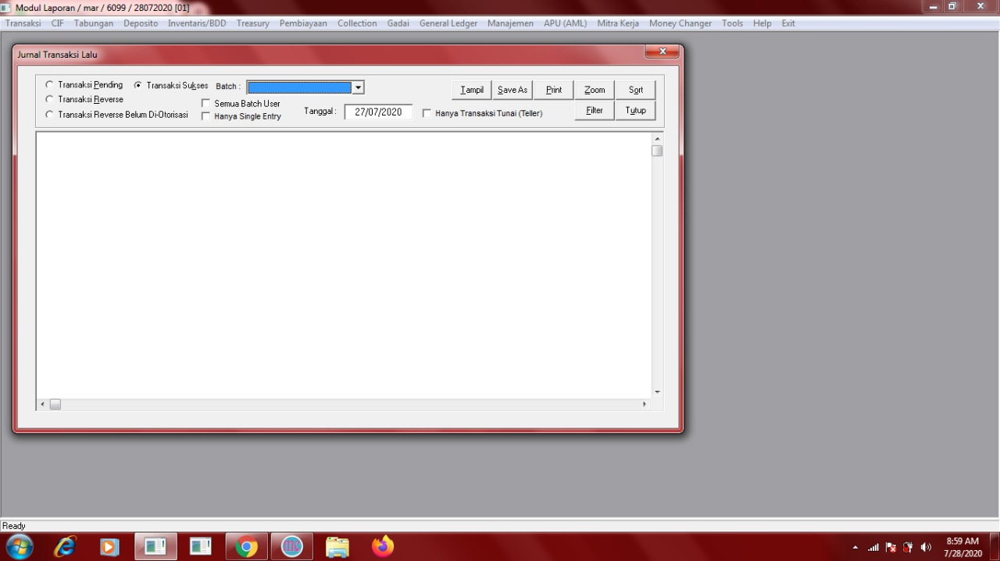 Modul Laporan / mar / 6099 / 28072020 [01]
Transaksi CIF Tabungan Deposito Inventaris/BDD Treasury Pembiayaan Collection Gadai General Ledger Manajemen APU (AML) Mitra Kerja Money Changer Tools Help Exit
Jurnal Transaksi Lalu
Transaksi Pending Transaksi Sukses Batch :
Tampil Save As Print Zoom Sort
Transaksi Reverse
Semua Batch User
Transaksi Reverse Belum Di-Otorisasi
Hanya Single Entry
Tanggal : 27/07/2020 Hanya Transaksi Tunai (Teller)
Filter Tutup
Ready
8:59 AM
7/28/2020